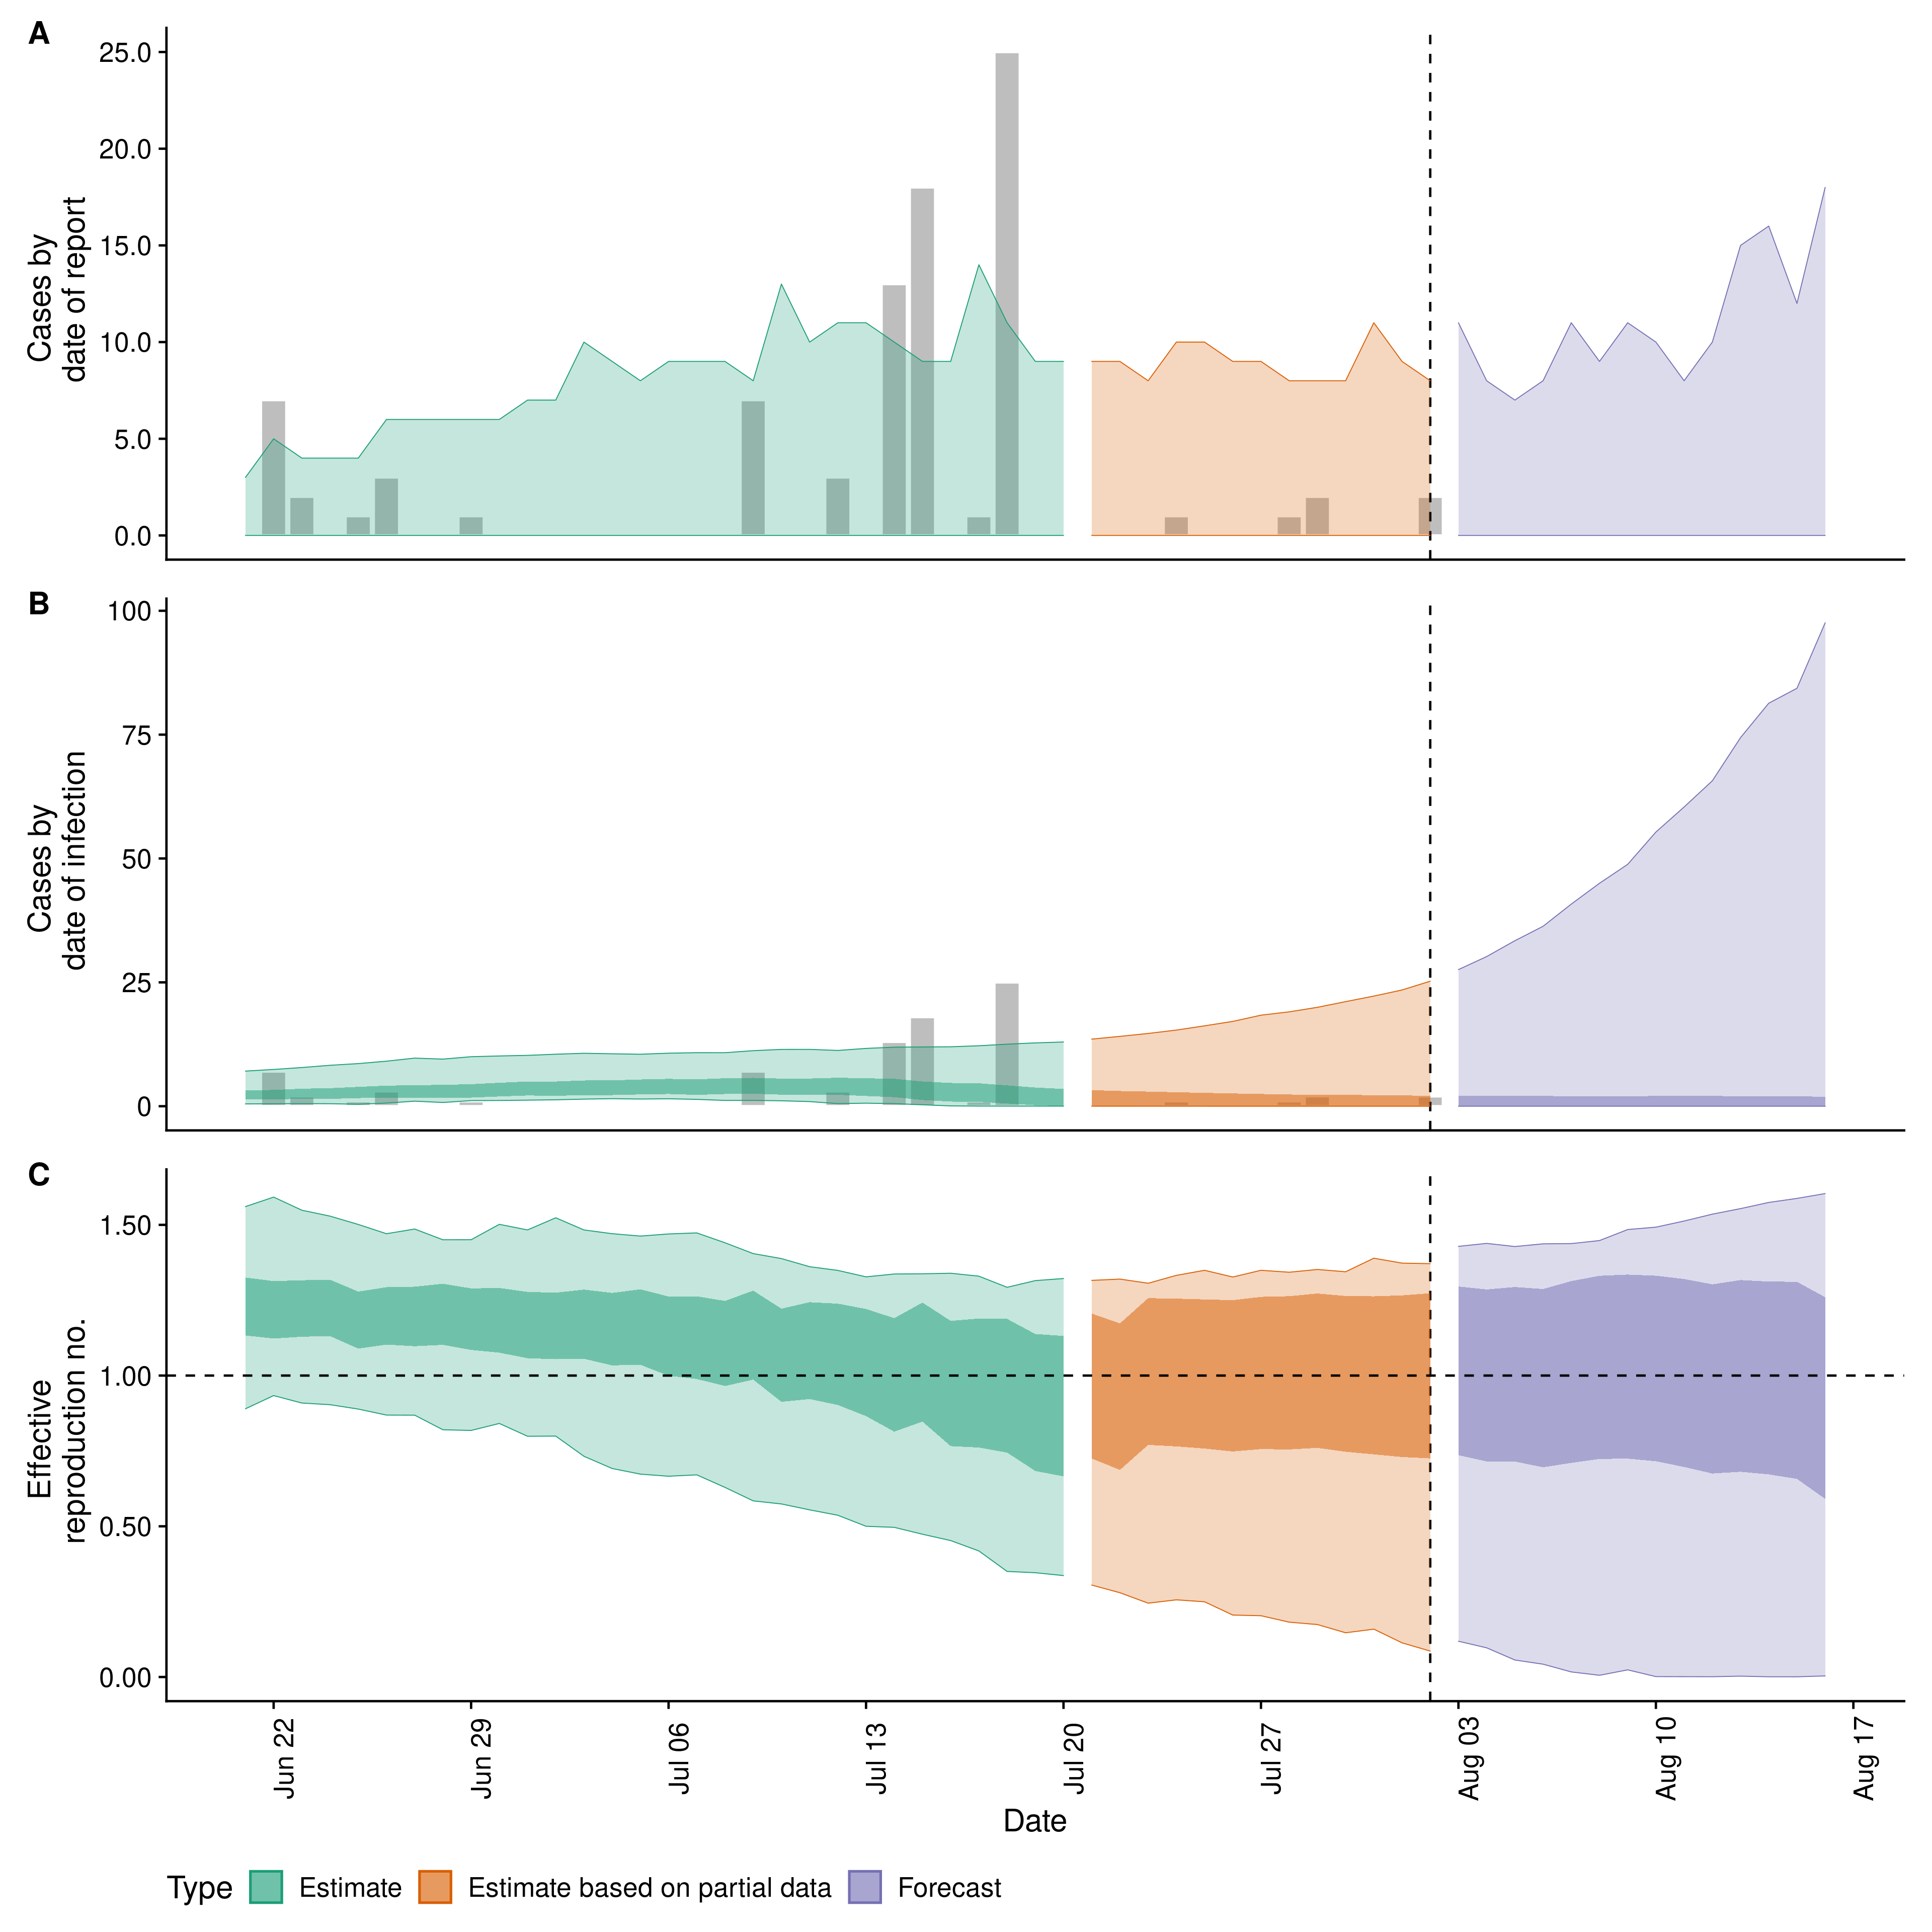 A
Cases by
date of report
25.0
20.0
15.0
10.0
5.0
0.0
B
Cases by
date of infection
100
75
50
25
0
C
Effective
reproduction no.
1.50
1.00
0.50
0.00
Jun 22
Jun 29
Jul 06
Jul 13
Jul 20
Jul 27
Aug 03
Aug 10
Aug 17
Date
Type Estimate Estimate based on partial data Forecast